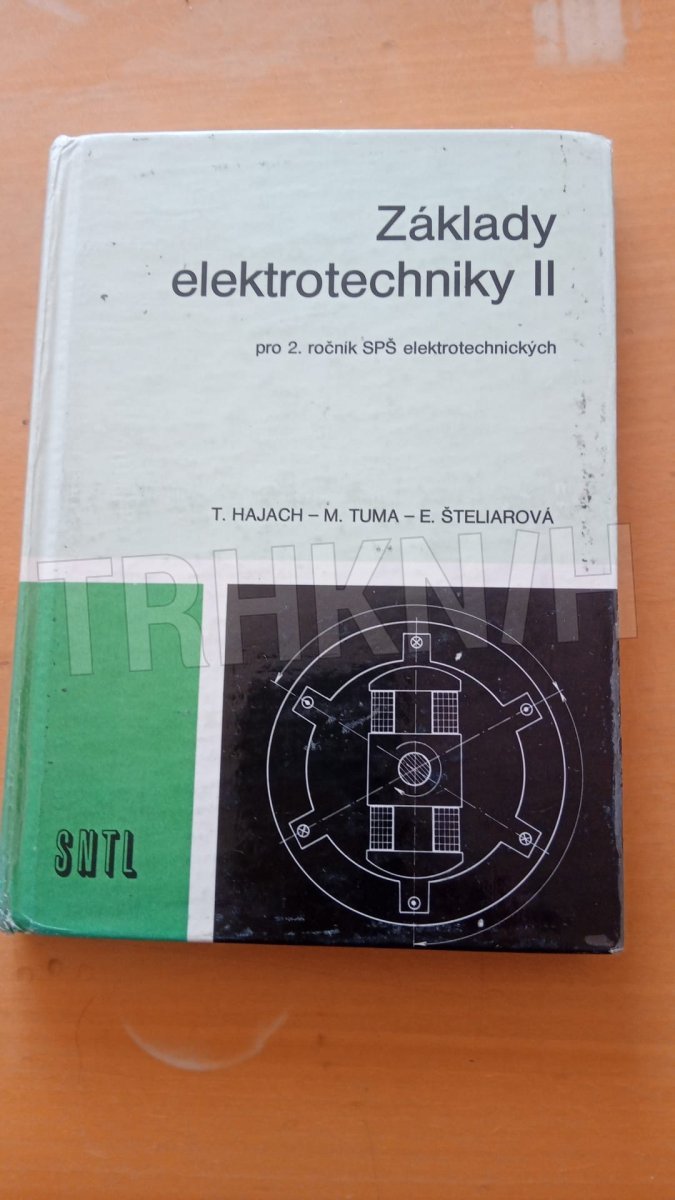 Základy
elektrotechniky II
pro 2. ročník SPŠ elektrotechnických
T. HAJACH – M. TUMA – E. ŠTELIAROVÁ
TRHKNIH
SNTL